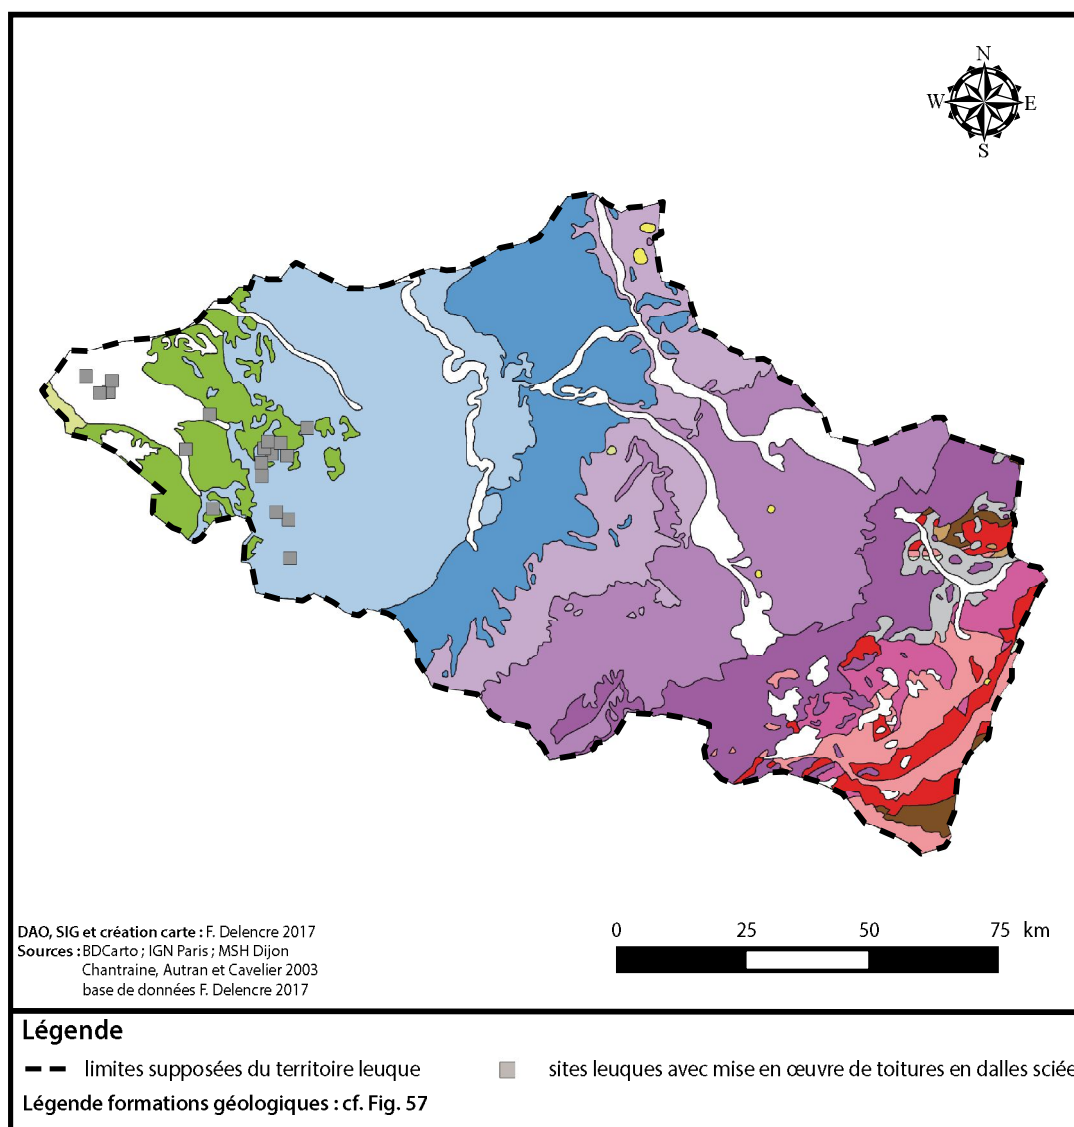 N
W E
S
DAO, SIG et création carte : F. Delencre 2017
Sources : BDCarto ; IGN Paris ; MSH Dijon
Chantraine, Autran et Cavelier 2003
base de données F. Delencre 2017
0 25 50 75 km
Légende
limites supposées du territoire leuque
sites leuques avec mise en œuvre de toitures en dalles sciée
Légende formations géologiques : cf. Fig. 57